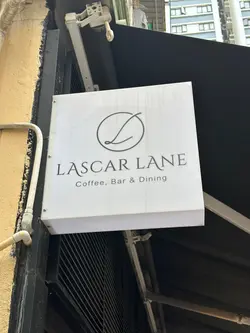 L
LASCAR LANE
Coffee, Bar & Dining